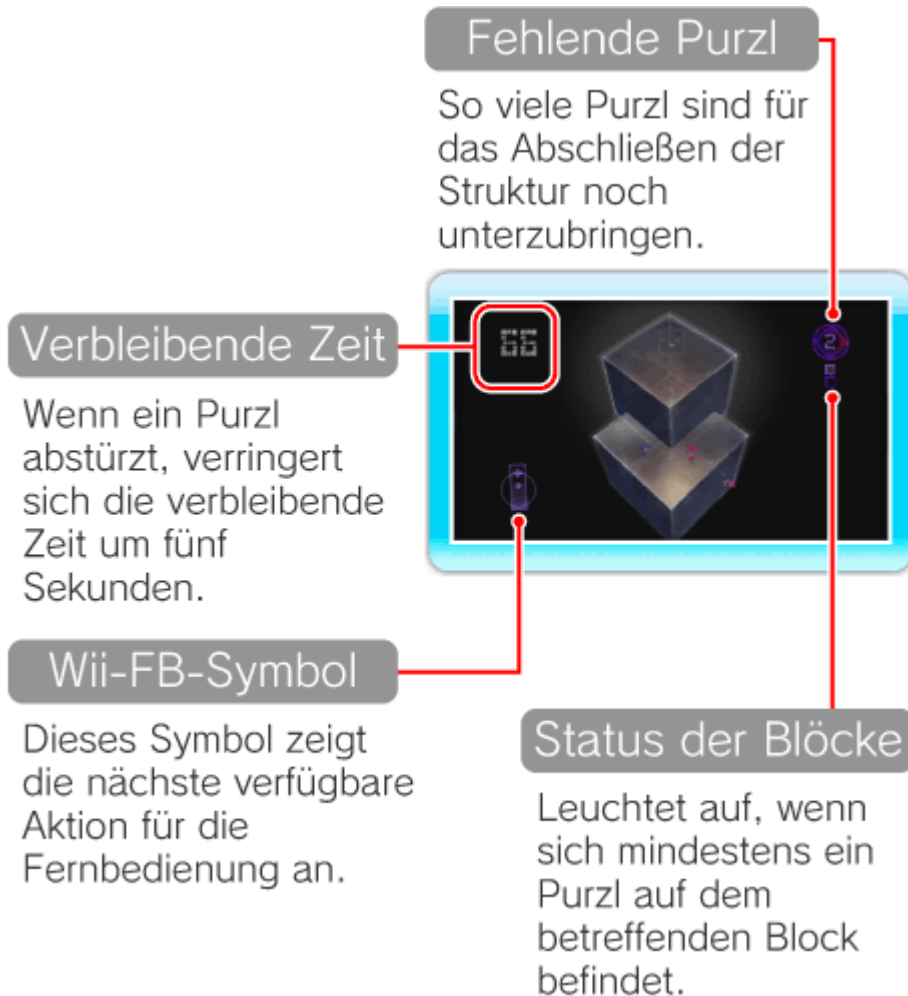 Fehlende Purzl
So viele Purzl sind für
das Abschließen der
Struktur noch
unterzubringen.
Verbleibende Zeit
Wenn ein Purzl
abstürzt, verringert
sich die verbleibende
Zeit um fünf
Sekunden.
2
Wii-FB-Symbol
Dieses Symbol zeigt
die nächste verfügbare
Aktion für die
Fernbedienung an.
Status der Blöcke
Leuchtet auf, wenn
sich mindestens ein
Purzl auf dem
betreffenden Block
befindet.